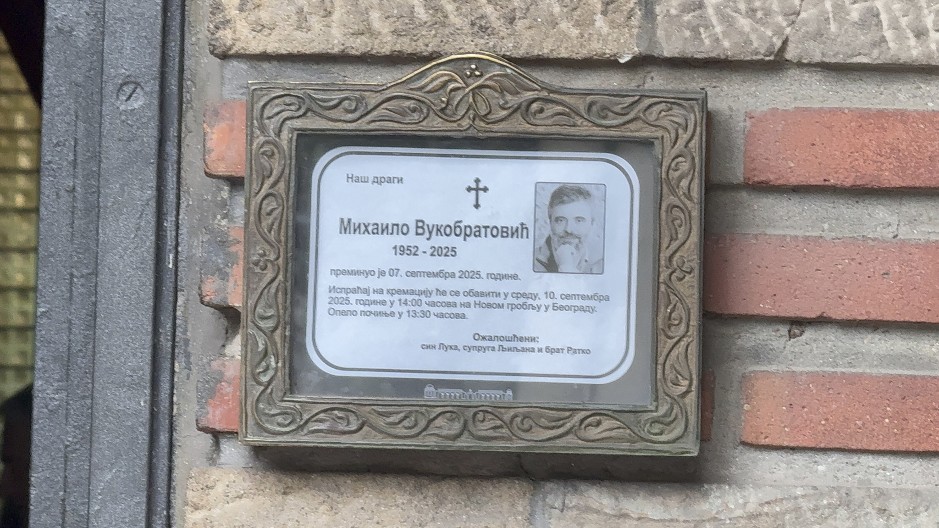 Наш драги
Михаило Вукобратовић
1952 - 2025
преминуо је 07. септембра 2025. године.
Испраћај на кремацију ће се обавити у среду, 10. септембра
2025. године у 14:00 часова на Новом гробљу у Београду.
Опело почиње у 13:30 часова.
Ожалошћени:
син Лука, супруга Љиљана и брат Ратко